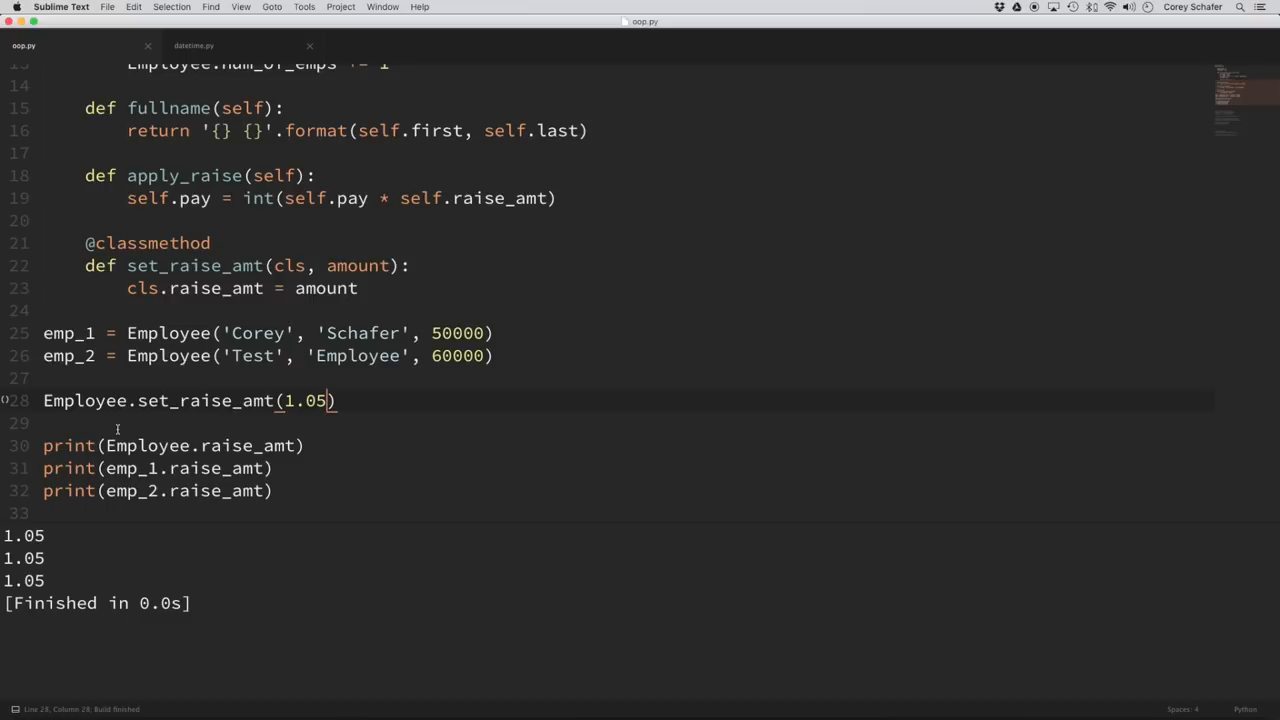 Sublime Text File Edit Selection Find View Goto Tools Project Window Help Corey Schafer
oop.py
oop.py datetime.py
13 Employee.num_of_emps += 1
14
15 def fullname(self):
16 return '{} {}'.format(self.first, self.last)
17
18 def apply_raise(self):
19 self.pay = int(self.pay * self.raise_amt)
20
21 @classmethod
22 def set_raise_amt(cls, amount):
23 cls.raise_amt = amount
24
25 emp_1 = Employee('Corey', 'Schafer', 50000)
26 emp_2 = Employee('Test', 'Employee', 60000)
27
28 Employee.set_raise_amt(1.05)
29
30 print(Employee.raise_amt)
31 print(emp_1.raise_amt)
32 print(emp_2.raise_amt)
33
1.05
1.05
1.05
[Finished in 0.0s]
Line 28, Column 28; Build finished Spaces: 4 Python